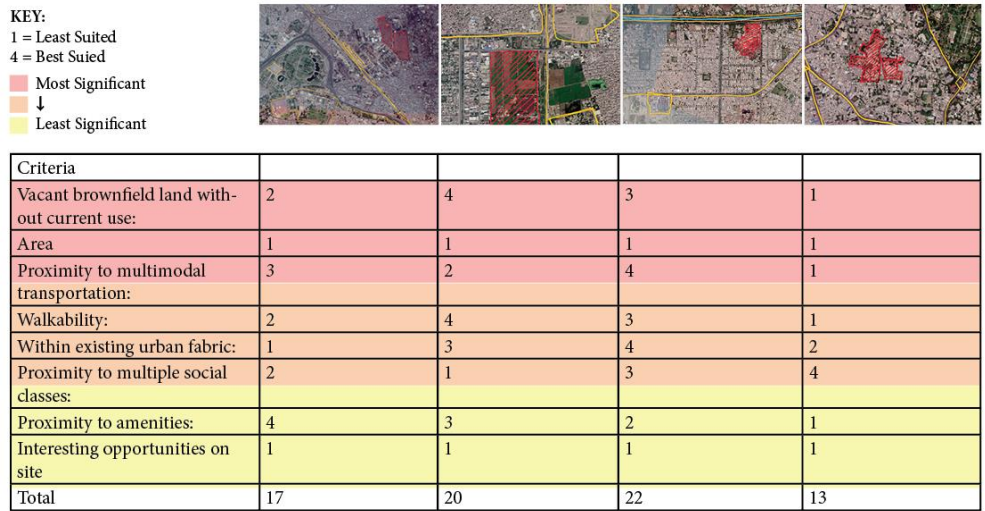 KEY:
1 = Least Suited
4 = Best Suied
Most Significant
↓
Least Significant
Criteria
Vacant brownfield land with-
out current use: 2 4 3 1
Area 1 1 1 1
Proximity to multimodal 3 2 4 1
transportation:
Walkability: 2 4 3 1
Within existing urban fabric: 1 3 4 2
Proximity to multiple social 2 1 3 4
classes:
Proximity to amenities: 4 3 2 1
Interesting opportunities on 1 1 1 1
site
Total 17 20 22 13